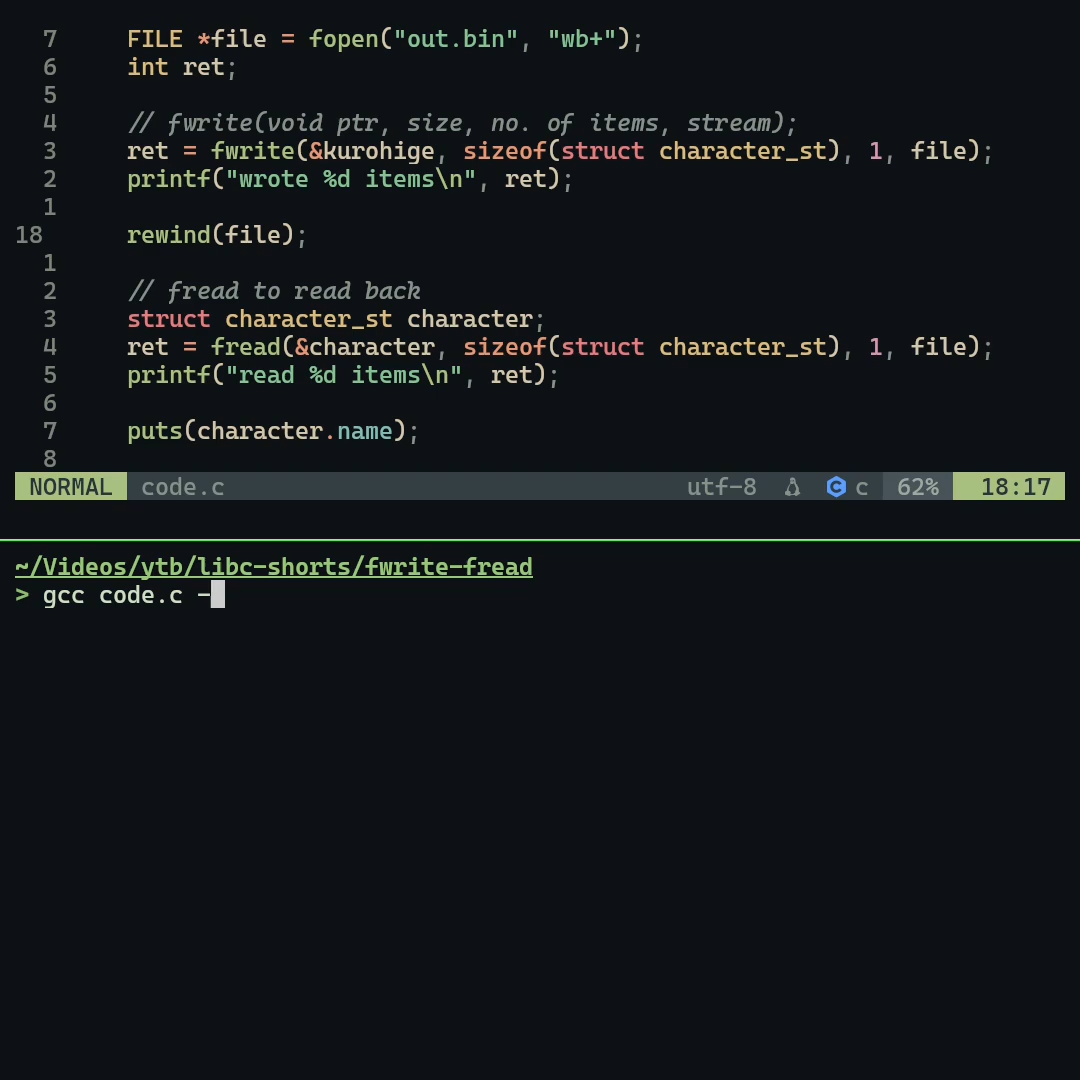 7 FILE *file = fopen("out.bin", "wb+");
6 int ret;
5
4 // fwrite(void ptr, size, no. of items, stream);
3 ret = fwrite(&kurohige, sizeof(struct character_st), 1, file);
2 printf("wrote %d items\n", ret);
1
18 rewind(file);
1
2 // fread to read back
3 struct character_st character;
4 ret = fread(&character, sizeof(struct character_st), 1, file);
5 printf("read %d items\n", ret);
6
7 puts(character.name);
8
NORMAL code.c utf-8 C c 62% 18:17
~/Videos/ytb/libc-shorts/fwrite-fread
> gcc code.c -